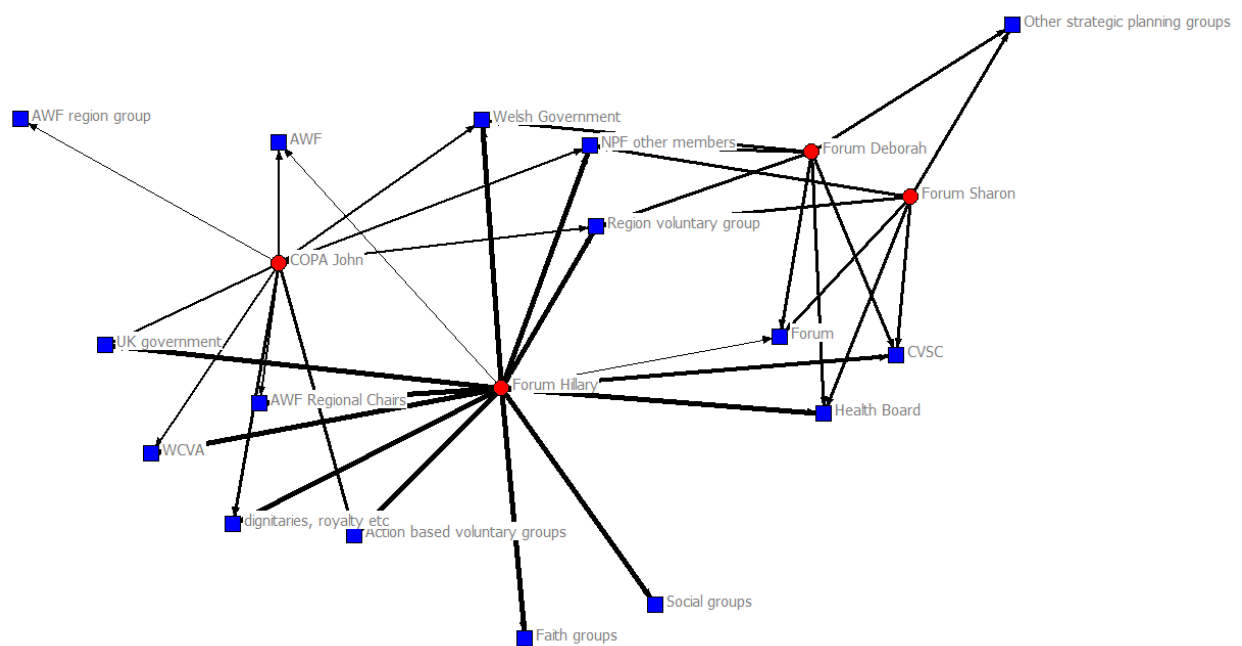 Other strategic planning groups
AWF region group
Welsh Government
AWF
NPF other members
Forum Deborah
Forum Sharon
Region voluntary group
COPA John
UK government
Forum
CVSC
Forum Hillary
AWF Regional Chairs
Health Board
WCVA
dignitaries, royalty etc
Action based voluntary groups
Social groups
Faith groups